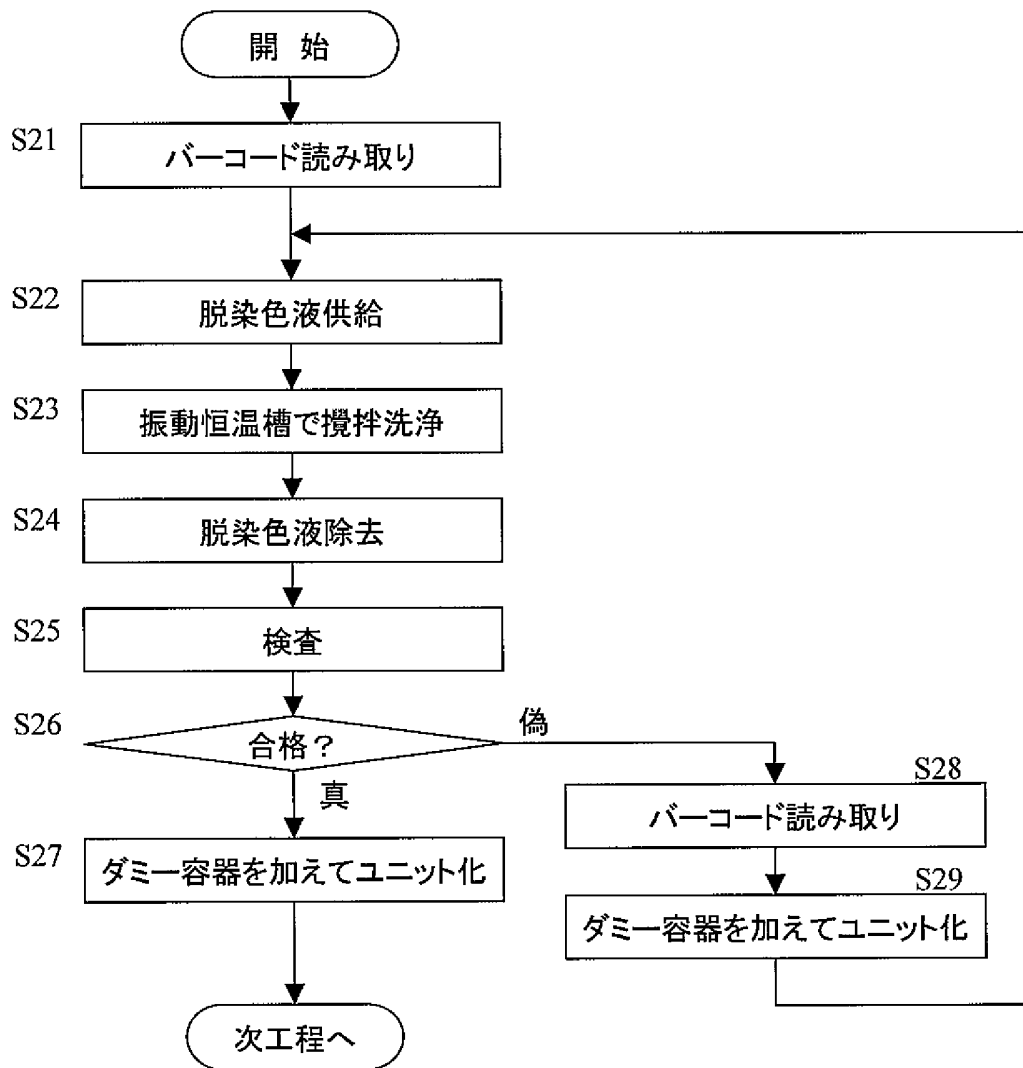 開 始
S21
バーコード読み取り
S22
脱染色液供給
S23
振動恒温槽で攪拌洗浄
S24
脱染色液除去
S25
検査
S26
合格?
偽
真
S27
ダミー容器を加えてユニット化
S28
バーコード読み取り
S29
ダミー容器を加えてユニット化
次工程へ